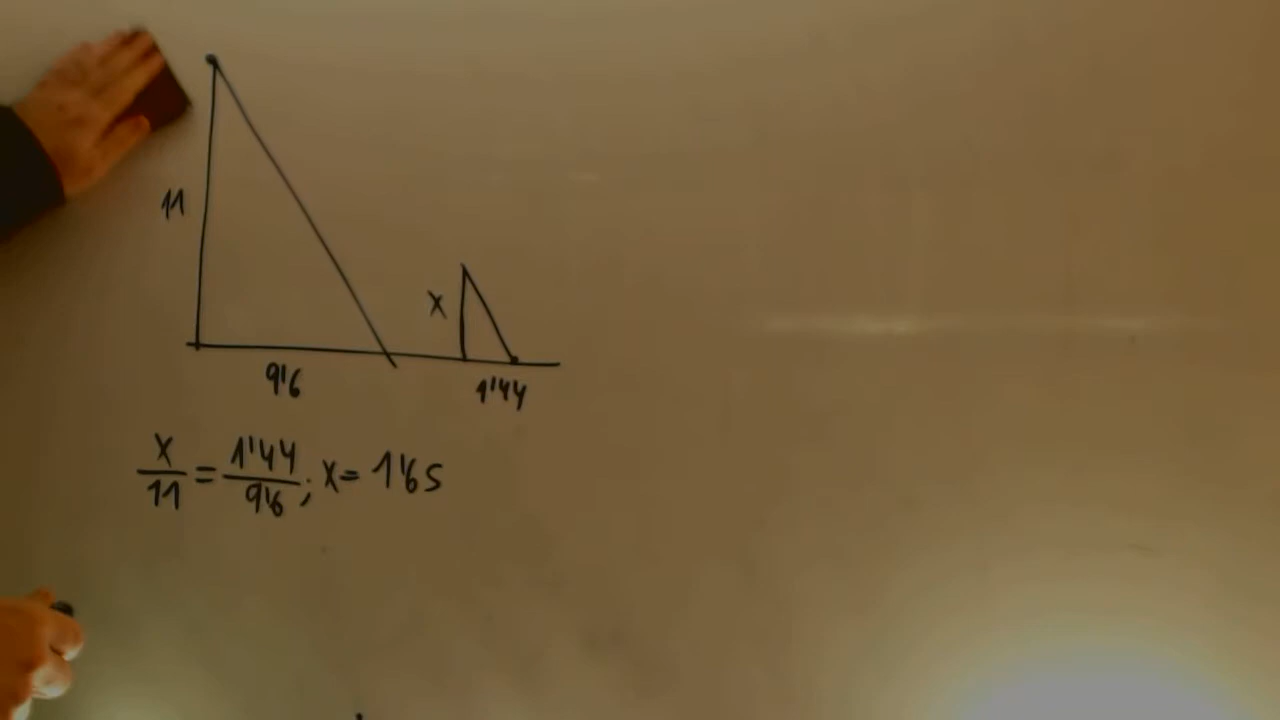 11
x
9'6
1'44
x/11 = 1'44/9'6 ; x = 1'65